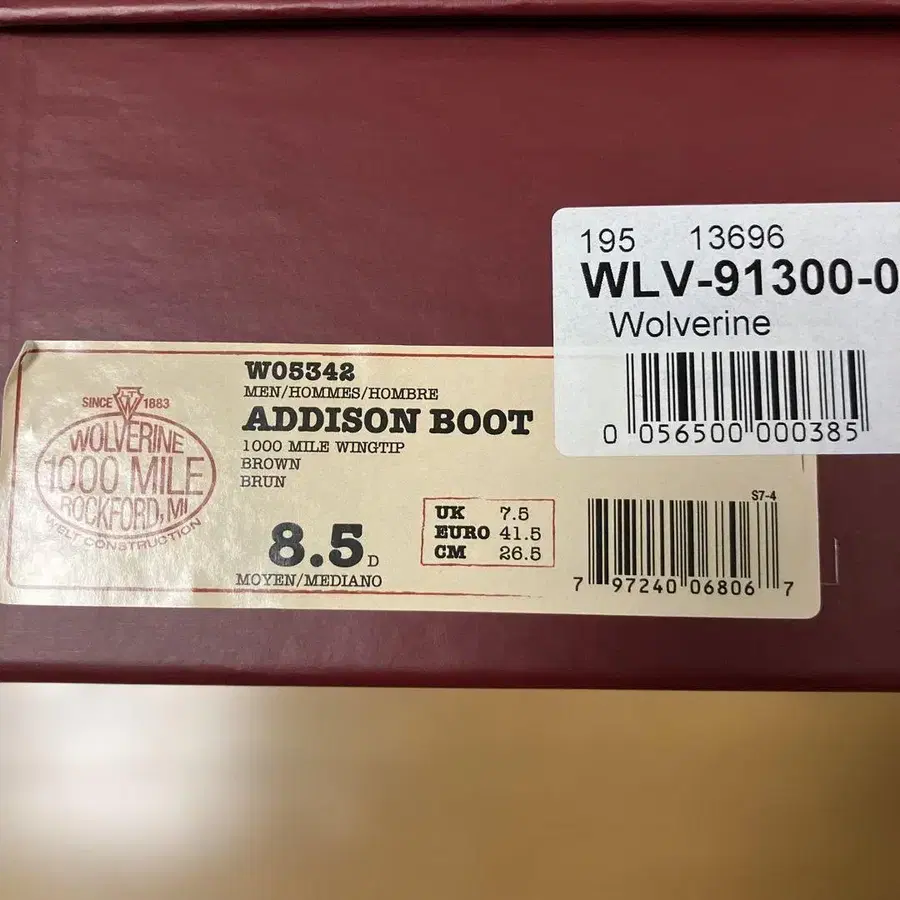 195 13696
WLV-91300-0
Wolverine
0 056500 000385
W05342
MEN/HOMMES/HOMBRE
ADDISON BOOT
1000 MILE WINGTIP
BROWN
BRUN
SINCE 1883
WOLVERINE
1000 MILE
ROCKFORD, MI
WELT CONSTRUCTION
8.5 D
MOYEN/MEDIANO
UK 7.5
EURO 41.5
CM 26.5
S7-4
7 97240 06806 7